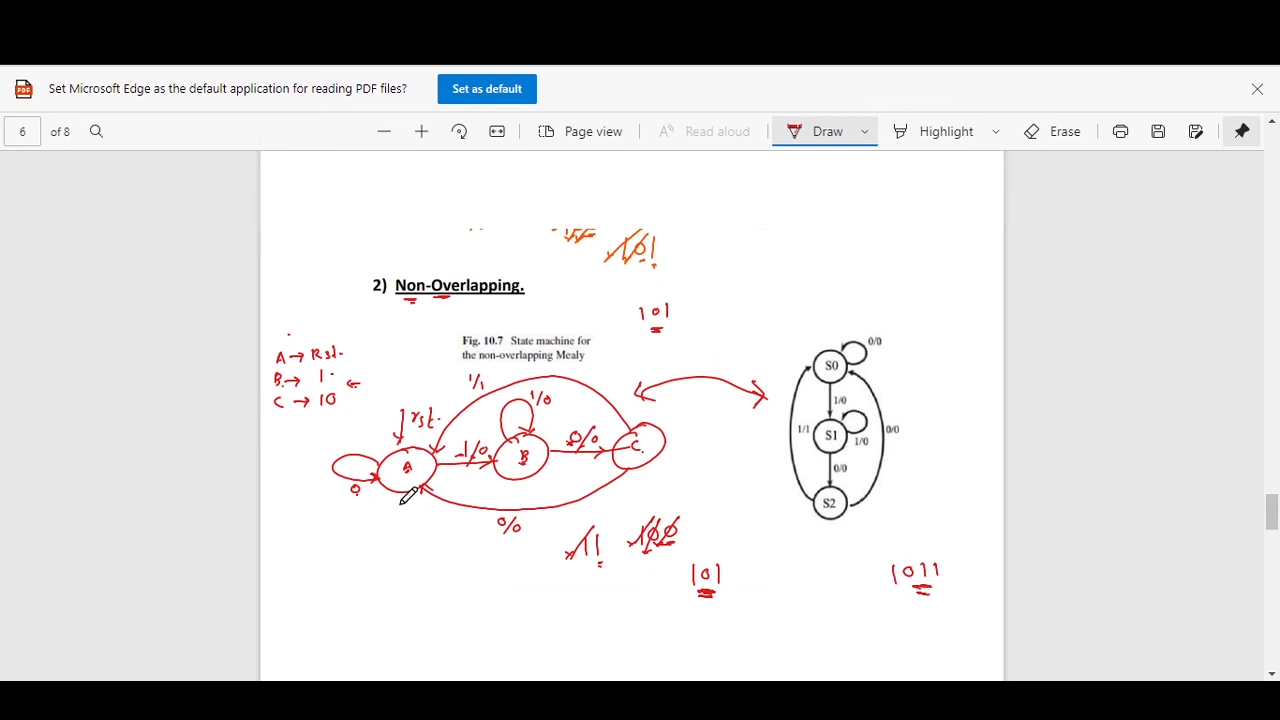 Set Microsoft Edge as the default application for reading PDF files?
Set as default
6 of 8
Page view
Read aloud
Draw
Highlight
Erase
101
2) Non-Overlapping.
101
Fig. 10.7 State machine for
the non-overlapping Mealy
A → Rst.
B → 1
C → 10
rst.
1/1
1/0
A
1/0
B
0/0
C
0
0/0
11
100
101
S0
0/0
1/0
1/1
S1
1/0
0/0
0/0
S2
1011